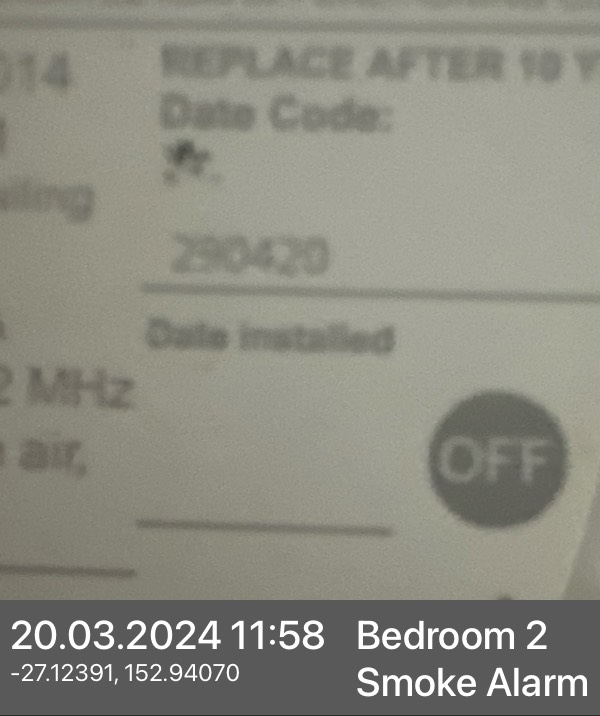 014
REPLACE AFTER 10 Y
Date Code:
290420
Date installed
2 MHz
air,
OFF
20.03.2024 11:58
-27.12391, 152.94070
Bedroom 2
Smoke Alarm